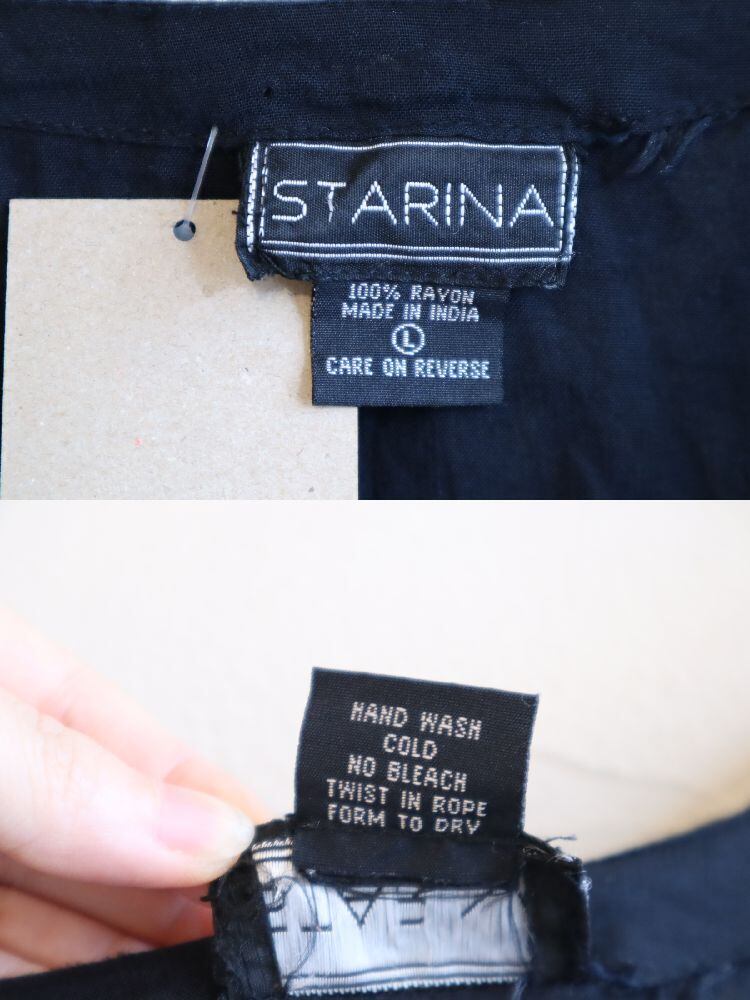 STARINA
100% RAYON
MADE IN INDIA
L
CARE ON REVERSE
HAND WASH
COLD
NO BLEACH
TWIST IN ROPE
FORM TO DRY